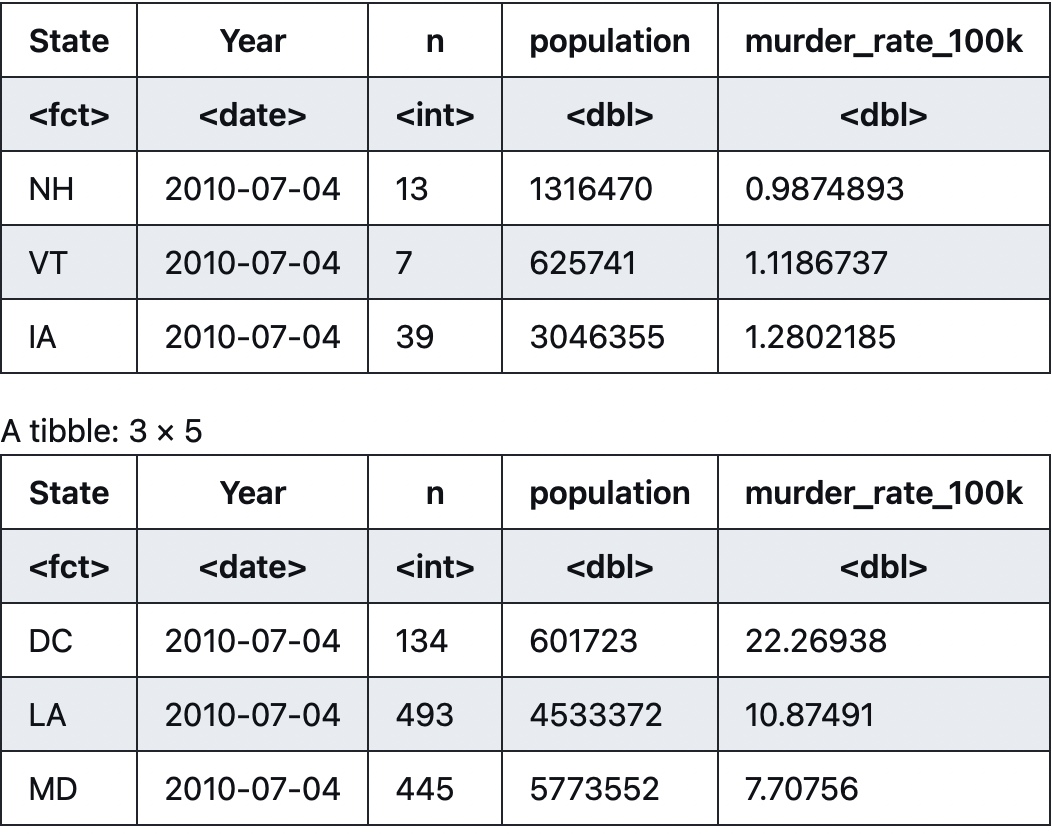 State Year n population murder_rate_100k
<fct> <date> <int> <dbl> <dbl>
NH 2010-07-04 13 1316470 0.9874893
VT 2010-07-04 7 625741 1.1186737
IA 2010-07-04 39 3046355 1.2802185
A tibble: 3 × 5
State Year n population murder_rate_100k
<fct> <date> <int> <dbl> <dbl>
DC 2010-07-04 134 601723 22.26938
LA 2010-07-04 493 4533372 10.87491
MD 2010-07-04 445 5773552 7.70756